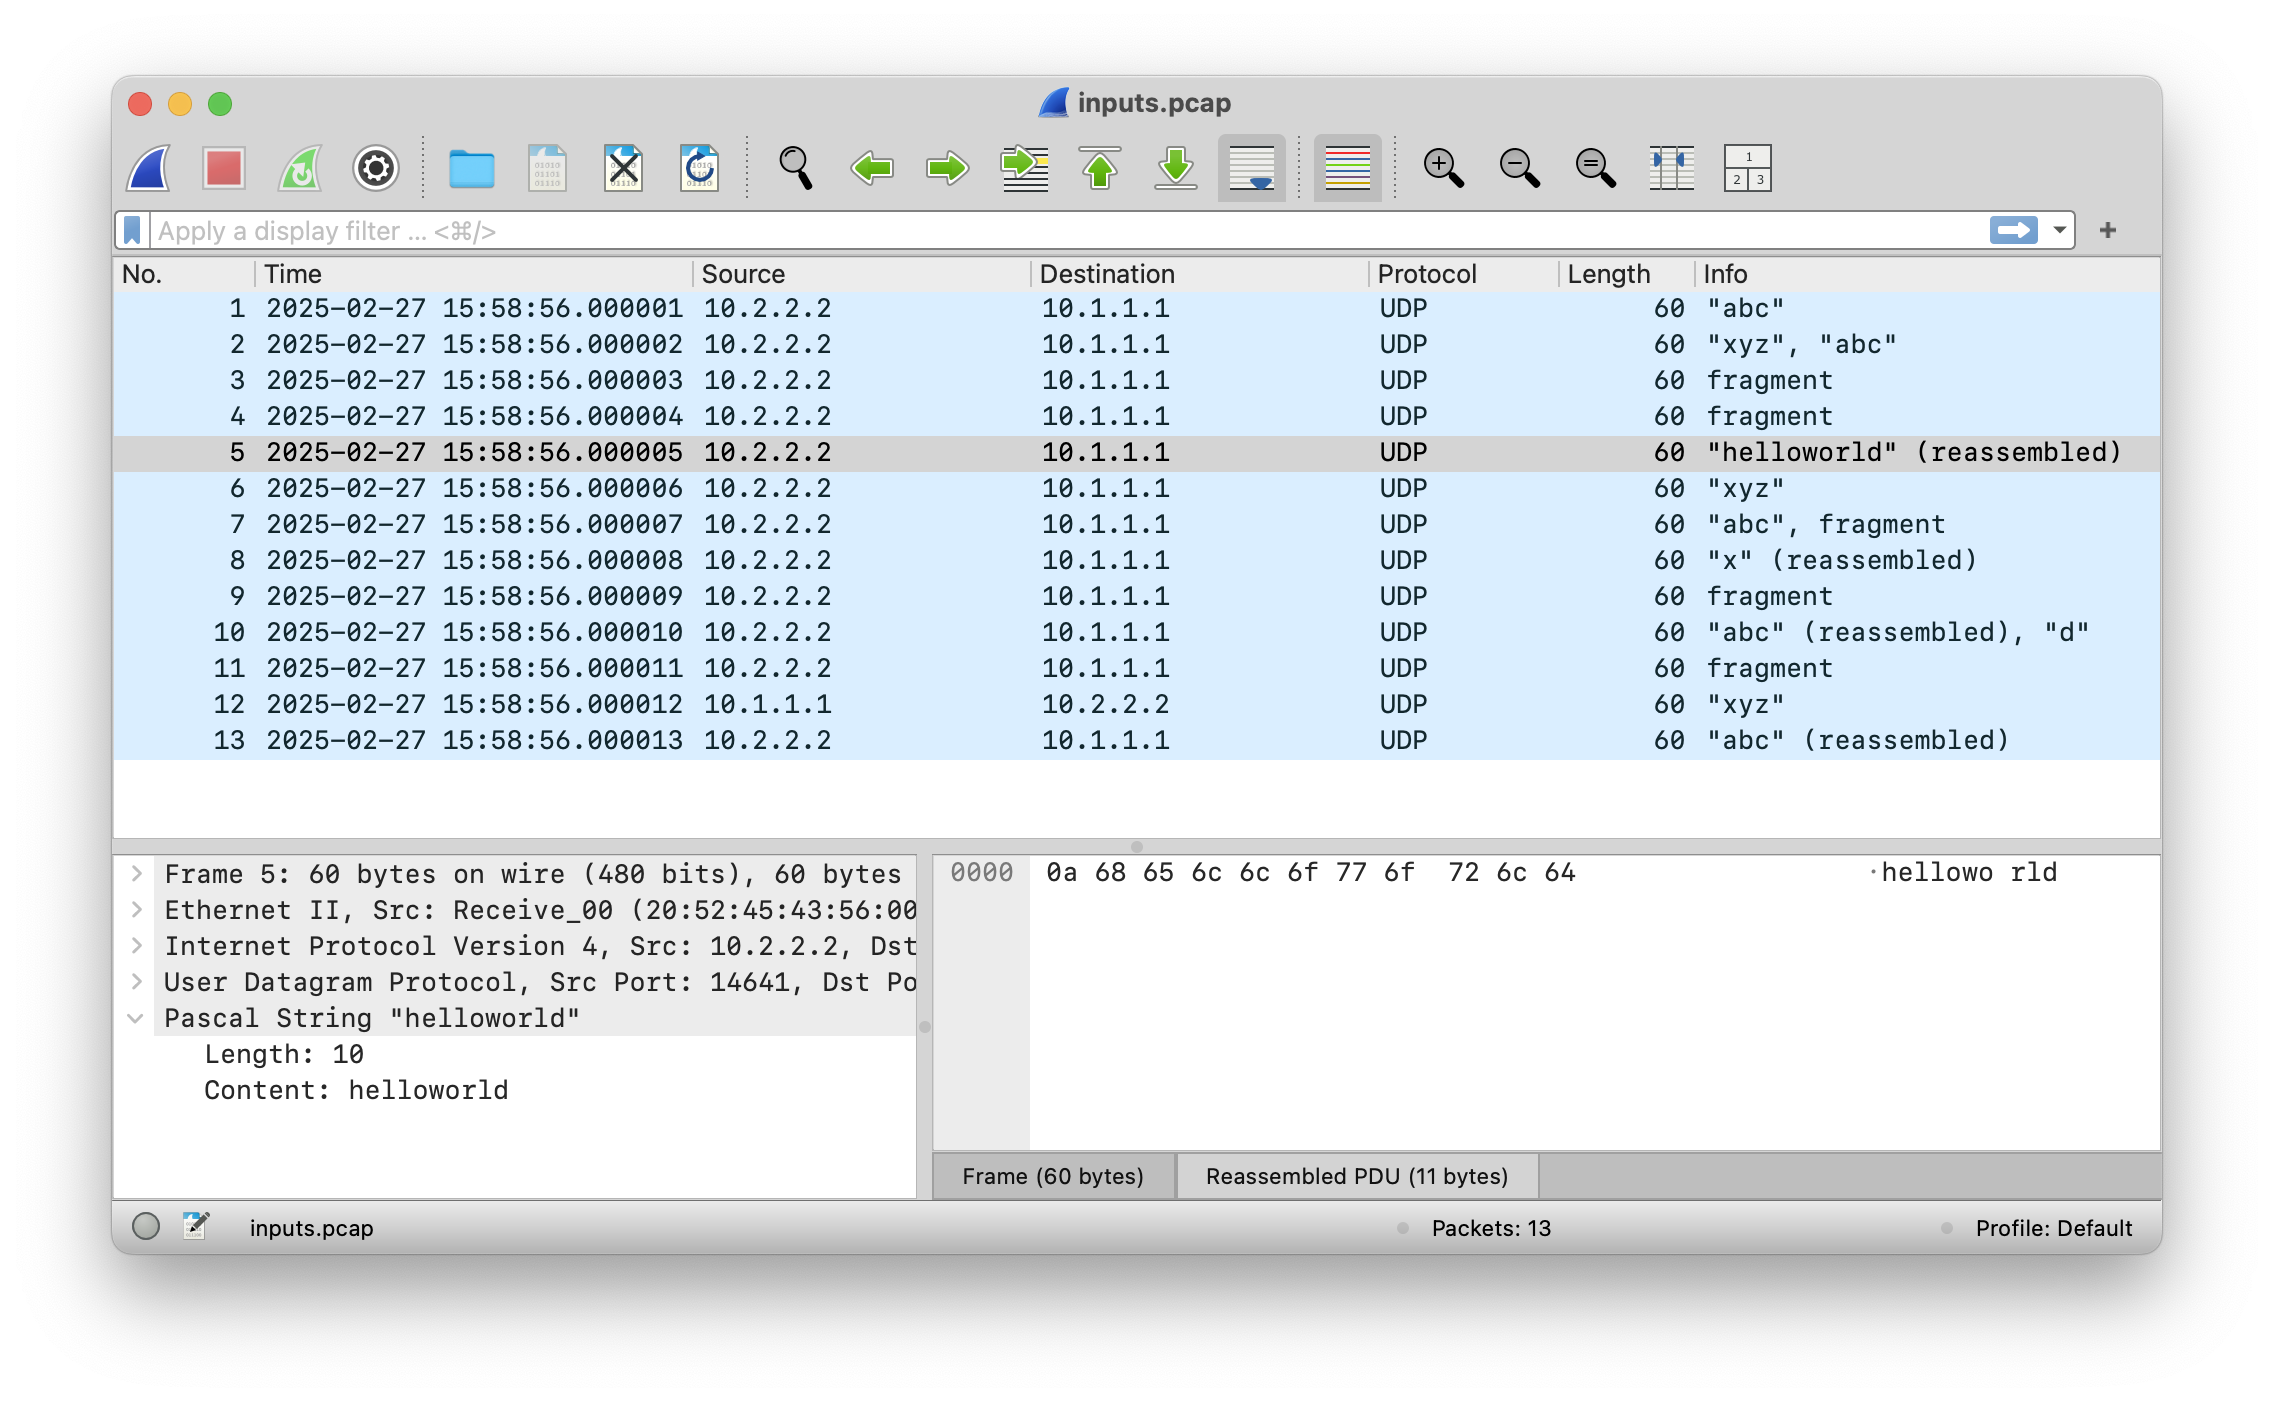 inputs.pcap
Apply a display filter ... <⌘/>
No. Time Source Destination Protocol Length Info
1 2025-02-27 15:58:56.000001 10.2.2.2 10.1.1.1 UDP 60 "abc"
2 2025-02-27 15:58:56.000002 10.2.2.2 10.1.1.1 UDP 60 "xyz", "abc"
3 2025-02-27 15:58:56.000003 10.2.2.2 10.1.1.1 UDP 60 fragment
4 2025-02-27 15:58:56.000004 10.2.2.2 10.1.1.1 UDP 60 fragment
5 2025-02-27 15:58:56.000005 10.2.2.2 10.1.1.1 UDP 60 "helloworld" (reassembled)
6 2025-02-27 15:58:56.000006 10.2.2.2 10.1.1.1 UDP 60 "xyz"
7 2025-02-27 15:58:56.000007 10.2.2.2 10.1.1.1 UDP 60 "abc", fragment
8 2025-02-27 15:58:56.000008 10.2.2.2 10.1.1.1 UDP 60 "x" (reassembled)
9 2025-02-27 15:58:56.000009 10.2.2.2 10.1.1.1 UDP 60 fragment
10 2025-02-27 15:58:56.000010 10.2.2.2 10.1.1.1 UDP 60 "abc" (reassembled), "d"
11 2025-02-27 15:58:56.000011 10.2.2.2 10.1.1.1 UDP 60 fragment
12 2025-02-27 15:58:56.000012 10.1.1.1 10.2.2.2 UDP 60 "xyz"
13 2025-02-27 15:58:56.000013 10.2.2.2 10.1.1.1 UDP 60 "abc" (reassembled)
Frame 5: 60 bytes on wire (480 bits), 60 bytes
Ethernet II, Src: Receive_00 (20:52:45:43:56:00
Internet Protocol Version 4, Src: 10.2.2.2, Dst
User Datagram Protocol, Src Port: 14641, Dst Po
Pascal String "helloworld"
Length: 10
Content: helloworld
0000 0a 68 65 6c 6c 6f 77 6f 72 6c 64 ·hellowo rld
Frame (60 bytes) Reassembled PDU (11 bytes)
inputs.pcap Packets: 13 Profile: Default